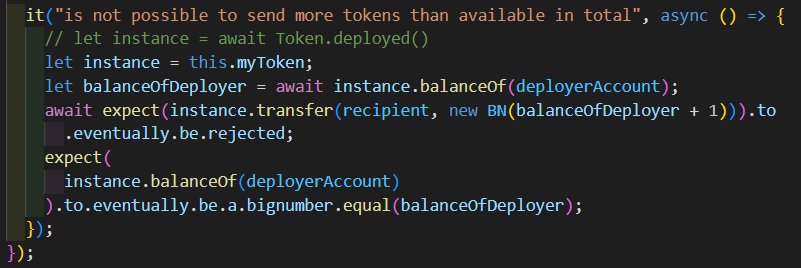 it("is not possible to send more tokens than available in total", async () => {
// let instance = await Token.deployed()
let instance = this.myToken;
let balanceOfDeployer = await instance.balanceOf(deployerAccount);
await expect(instance.transfer(recipient, new BN(balanceOfDeployer + 1))).to
.eventually.be.rejected;
expect(
instance.balanceOf(deployerAccount)
).to.eventually.be.a.bignumber.equal(balanceOfDeployer);
});
});